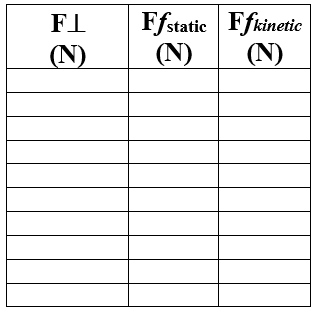 F⊥ Ffstatic Ffkinetic
(N) (N) (N)